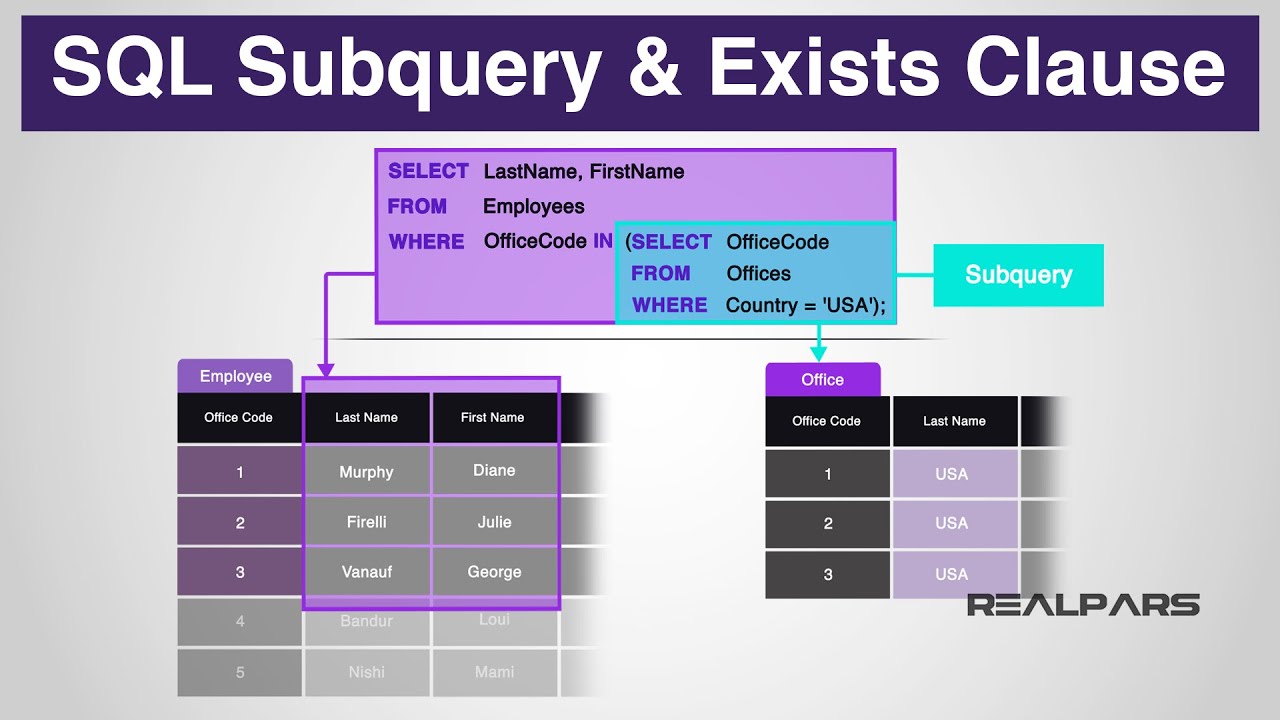 SQL Subquery & Exists Clause
SELECT LastName, FirstName
FROM Employees
WHERE OfficeCode IN (SELECT OfficeCode
FROM Offices
WHERE Country = 'USA');
Subquery
Employee
Office Code Last Name First Name
1 Murphy Diane
2 Firelli Julie
3 Vanauf George
4 Bandur Loui
5 Nishi Mami
Office
Office Code Last Name
1 USA
2 USA
3 USA
REALPARS